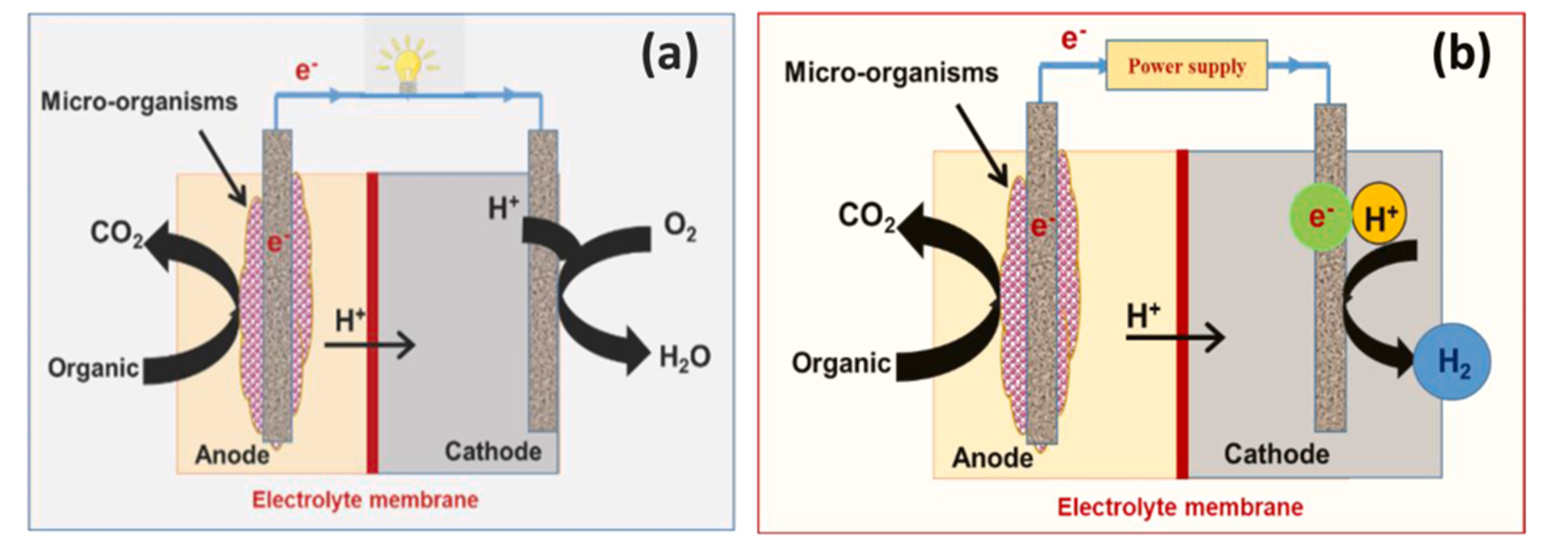 (a)
e⁻
Micro-organisms
H⁺
O₂
CO₂
e⁻
H⁺
Organic
H₂O
Anode
Cathode
Electrolyte membrane
(b)
e⁻
Power supply
Micro-organisms
CO₂
e⁻
e⁻
H⁺
H⁺
Organic
H₂
Anode
Cathode
Electrolyte membrane